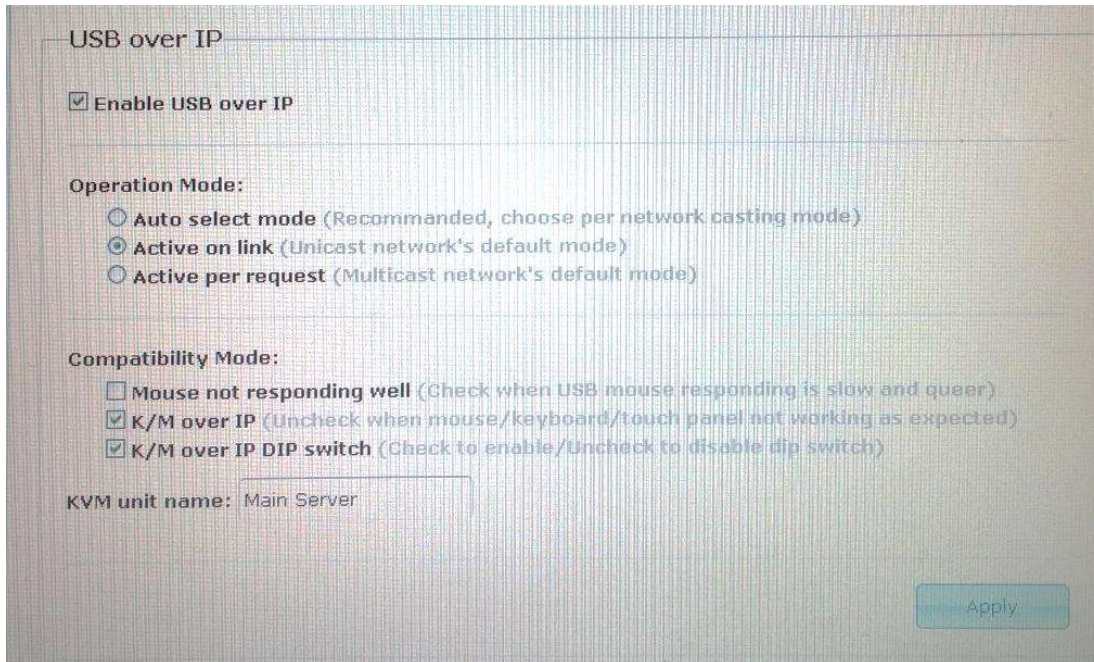 USB over IP
Enable USB over IP
Operation Mode:
Auto select mode (Recommanded, choose per network casting mode)
Active on link (Unicast network's default mode)
Active per request (Multicast network's default mode)
Compatibility Mode:
Mouse not responding well (Check when USB mouse responding is slow and queer)
K/M over IP (Uncheck when mouse/keyboard/touch panel not working as expected)
K/M over IP DIP switch (Check to enable/Uncheck to disable dip switch)
KVM unit name: Main Server
Apply